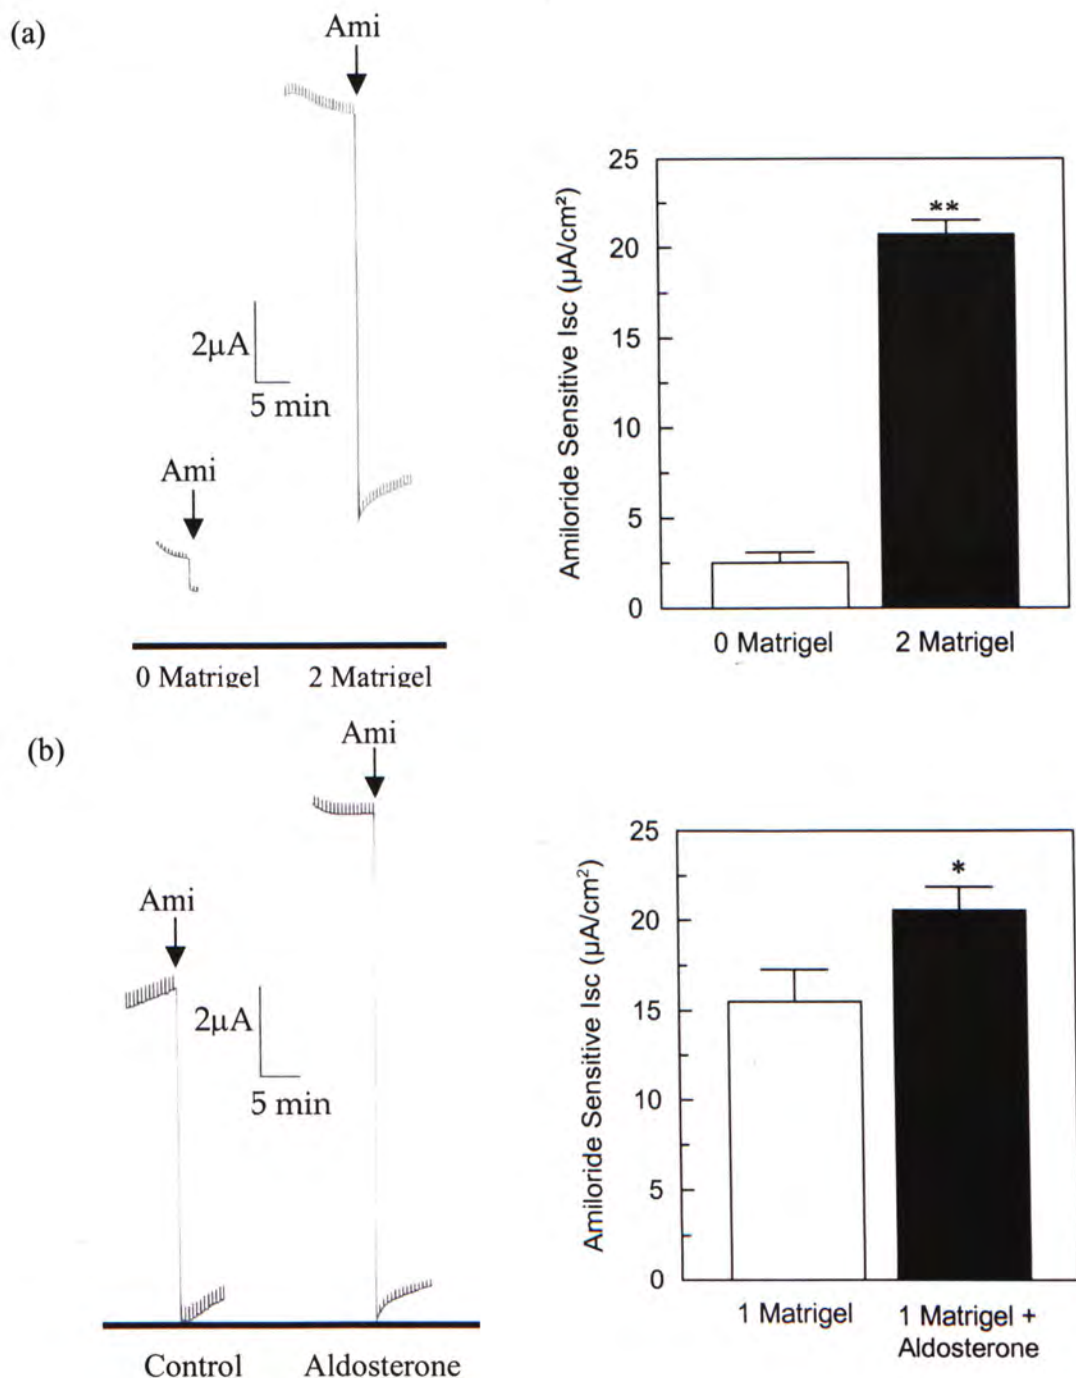 (a)
Ami
2μA
5 min
Ami
0 Matrigel
2 Matrigel
Amiloride Sensitive Isc (μA/cm²)
25
20
15
10
5
0
**
0 Matrigel
2 Matrigel
(b)
Ami
Ami
2μA
5 min
Control
Aldosterone
Amiloride Sensitive Isc (μA/cm²)
25
20
15
10
5
0
*
1 Matrigel
1 Matrigel +
Aldosterone